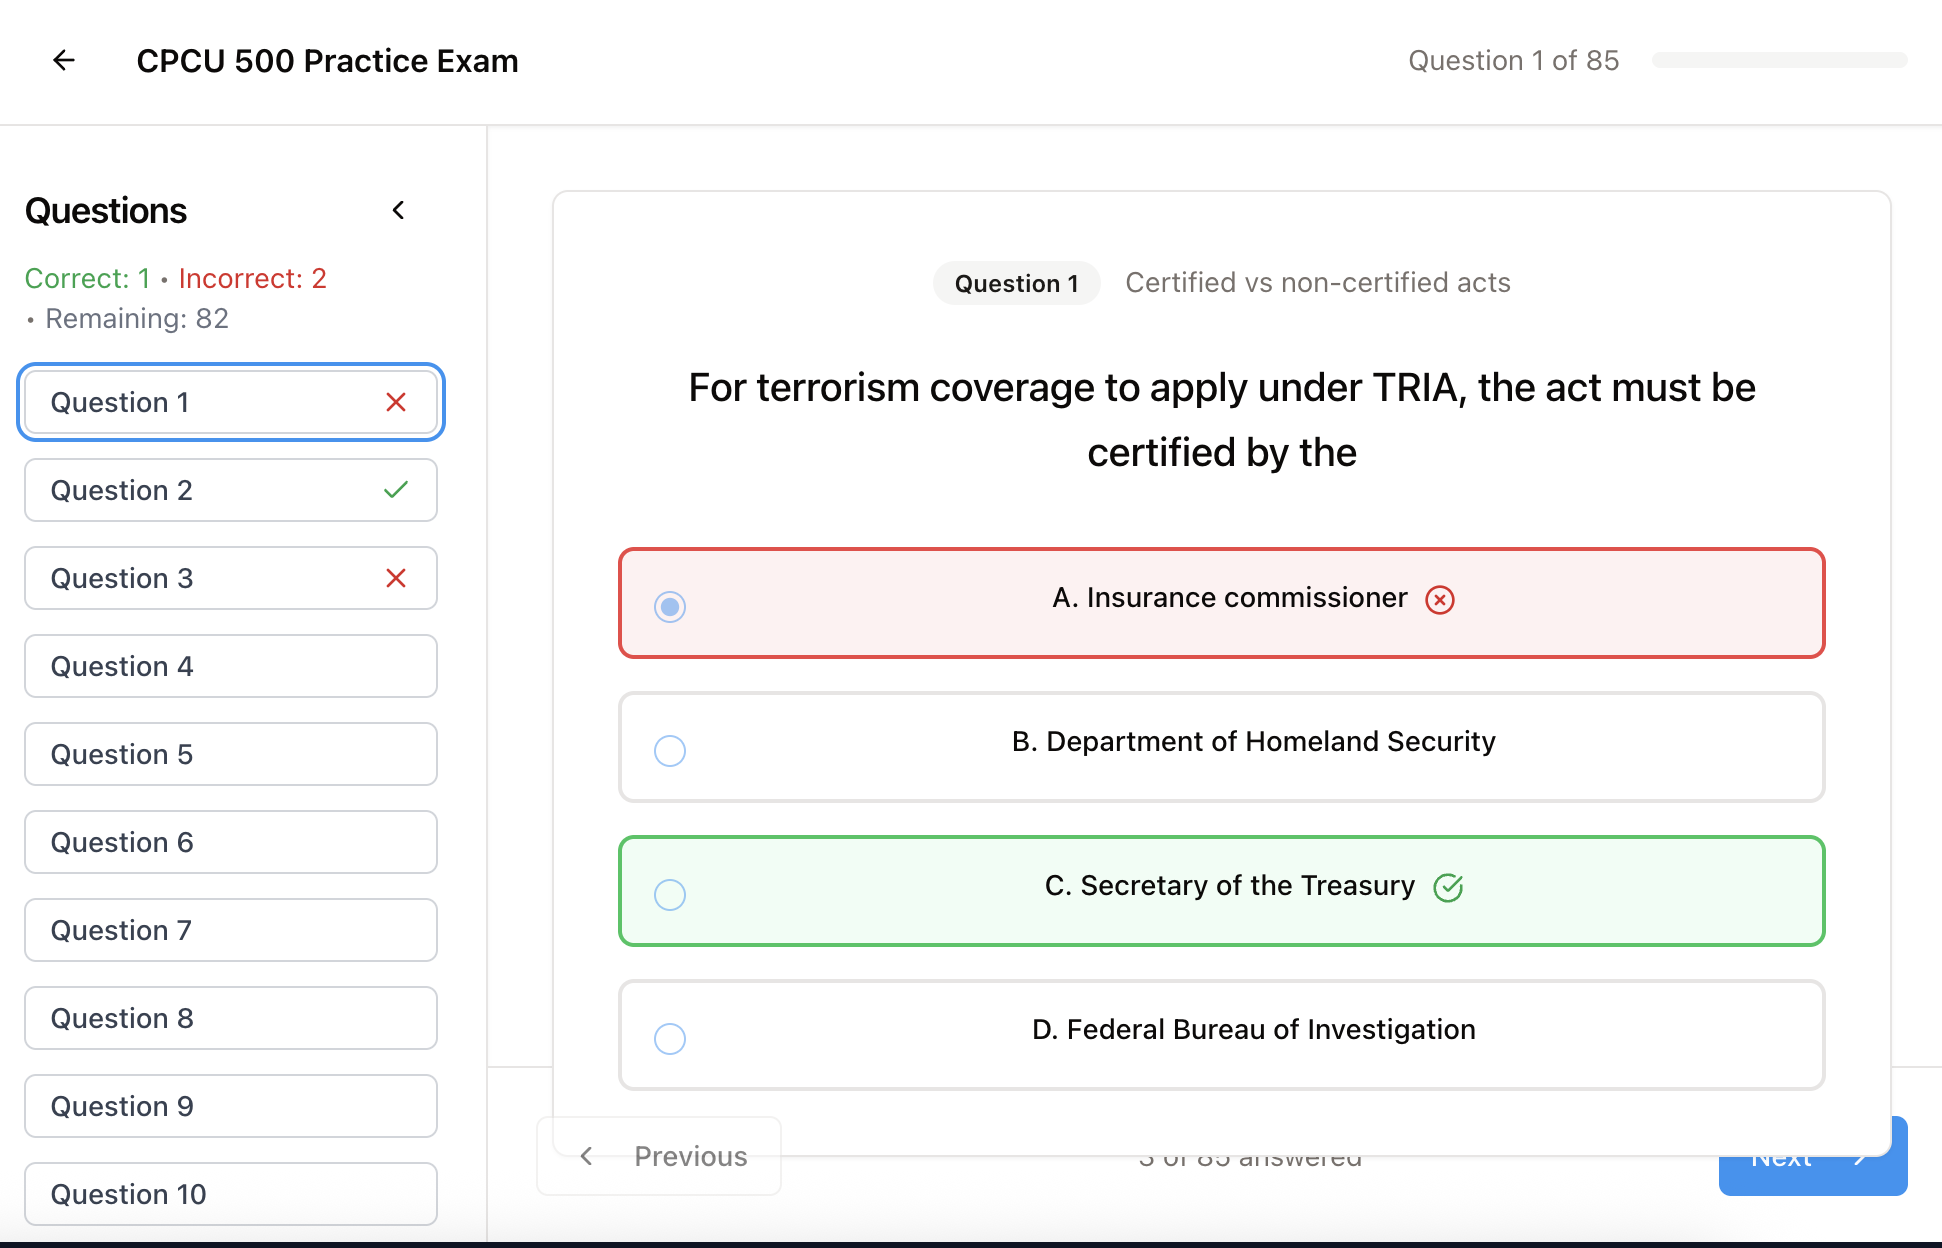 CPCU 500 Practice Exam
Question 1 of 85
Questions
Correct: 1 • Incorrect: 2
• Remaining: 82
Question 1
Question 2
Question 3
Question 4
Question 5
Question 6
Question 7
Question 8
Question 9
Question 10
Question 1 Certified vs non-certified acts
For terrorism coverage to apply under TRIA, the act must be
certified by the
A. Insurance commissioner
B. Department of Homeland Security
C. Secretary of the Treasury
D. Federal Bureau of Investigation
Previous
3 of 85 answered
Next